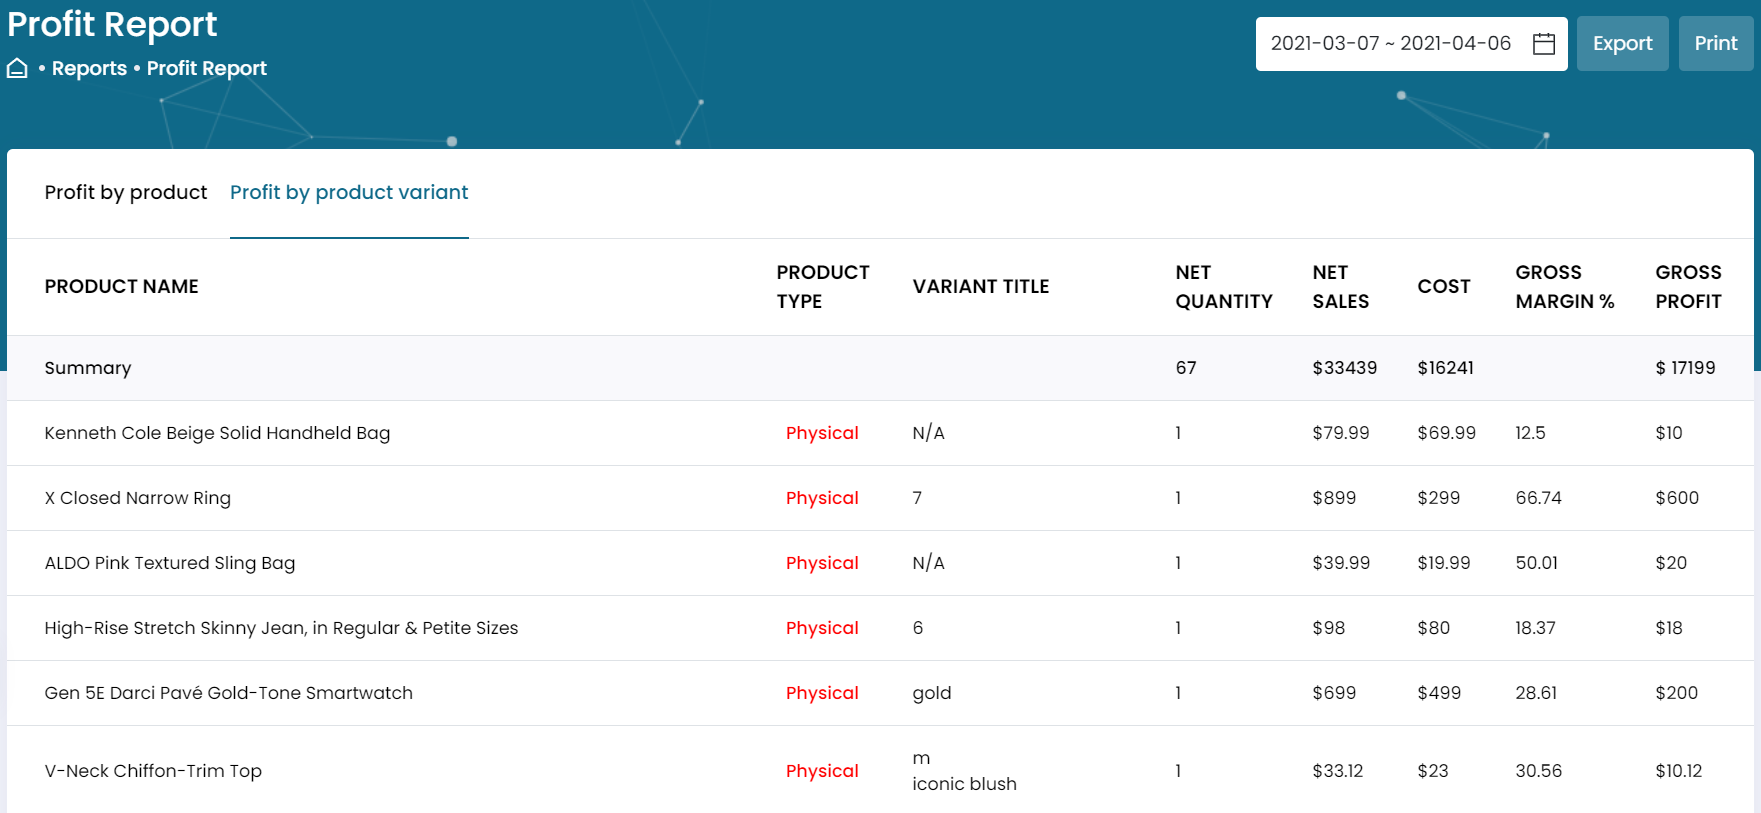 Profit Report
• Reports • Profit Report
2021-03-07 ~ 2021-04-06
Export
Print
Profit by product
Profit by product variant
PRODUCT NAME PRODUCT TYPE VARIANT TITLE NET QUANTITY NET SALES COST GROSS MARGIN % GROSS PROFIT
Summary 67 $33439 $16241 $ 17199
Kenneth Cole Beige Solid Handheld Bag Physical N/A 1 $79.99 $69.99 12.5 $10
X Closed Narrow Ring Physical 7 1 $899 $299 66.74 $600
ALDO Pink Textured Sling Bag Physical N/A 1 $39.99 $19.99 50.01 $20
High-Rise Stretch Skinny Jean, in Regular & Petite Sizes Physical 6 1 $98 $80 18.37 $18
Gen 5E Darci Pavé Gold-Tone Smartwatch Physical gold 1 $699 $499 28.61 $200
V-Neck Chiffon-Trim Top Physical m iconic blush 1 $33.12 $23 30.56 $10.12